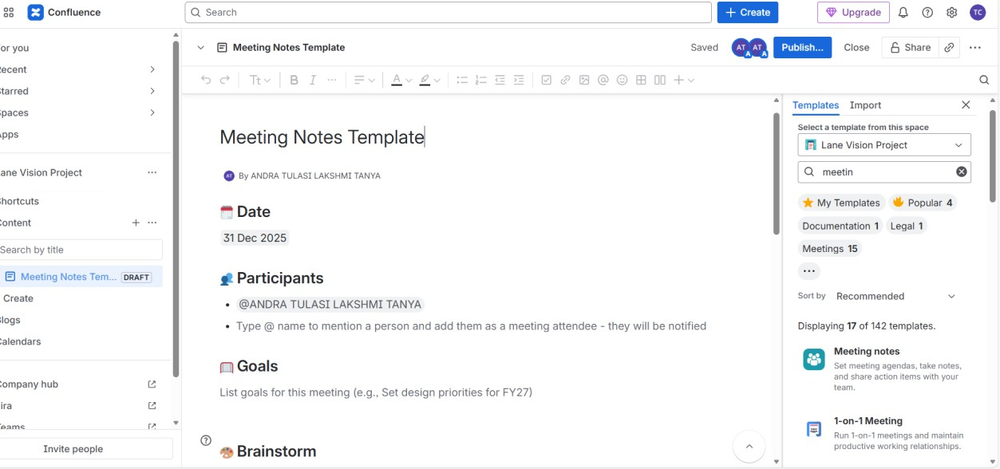 Confluence
Search
+ Create
Upgrade
TC
or you
ecent
tarred
paces
pps
ane Vision Project
hortcuts
ontent
earch by title
Meeting Notes Tem... DRAFT
Create
logs
alendars
ompany hub
ira
eams
Invite people
Meeting Notes Template
Saved
AT A AT A
Publish...
Close
Share
Tt
B I
A
Meeting Notes Template
AT By ANDRA TULASI LAKSHMI TANYA
Date
31 Dec 2025
Participants
• @ANDRA TULASI LAKSHMI TANYA
• Type @ name to mention a person and add them as a meeting attendee - they will be notified
Goals
List goals for this meeting (e.g., Set design priorities for FY27)
Brainstorm
Templates Import
Select a template from this space
Lane Vision Project
meetin
My Templates Popular 4
Documentation 1 Legal 1
Meetings 15
...
Sort by Recommended
Displaying 17 of 142 templates.
Meeting notes
Set meeting agendas, take notes,
and share action items with your
team.
1-on-1 Meeting
Run 1-on-1 meetings and maintain
productive working relationships.